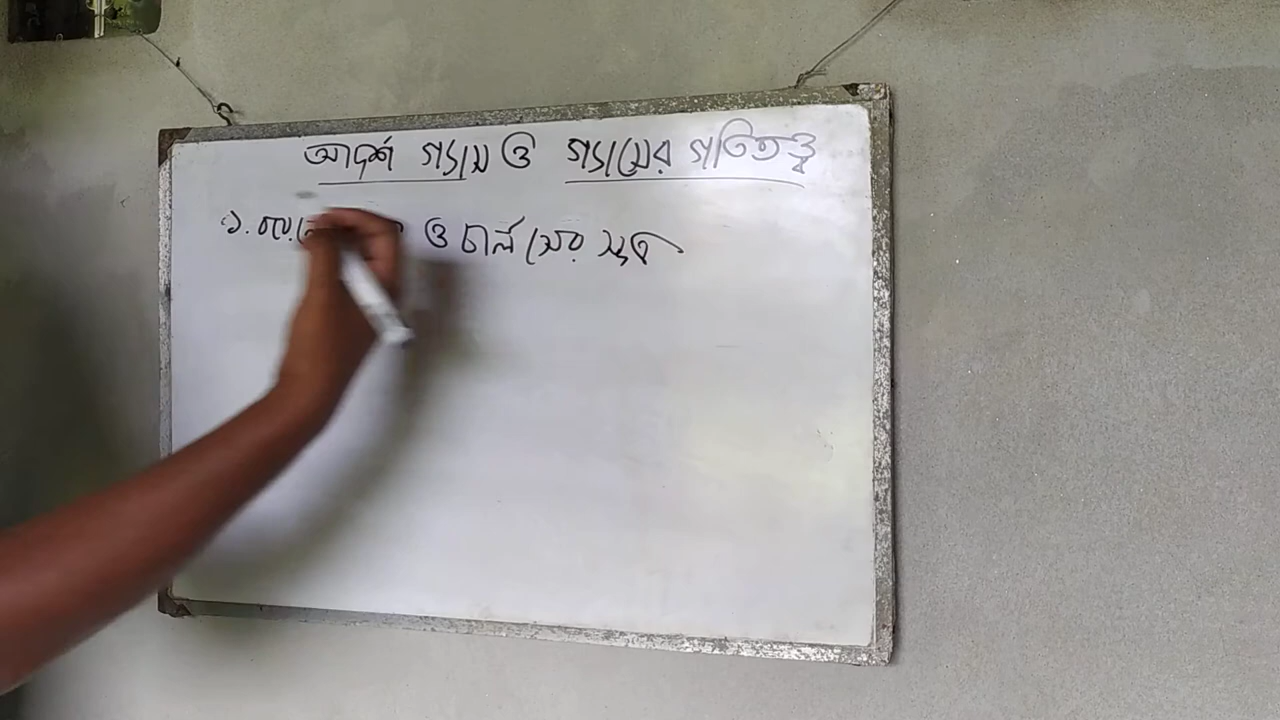 আদর্শ গ্যাস ও গ্যাসের গতিতত্ত্ব
১. ও চার্লসের সূত্র